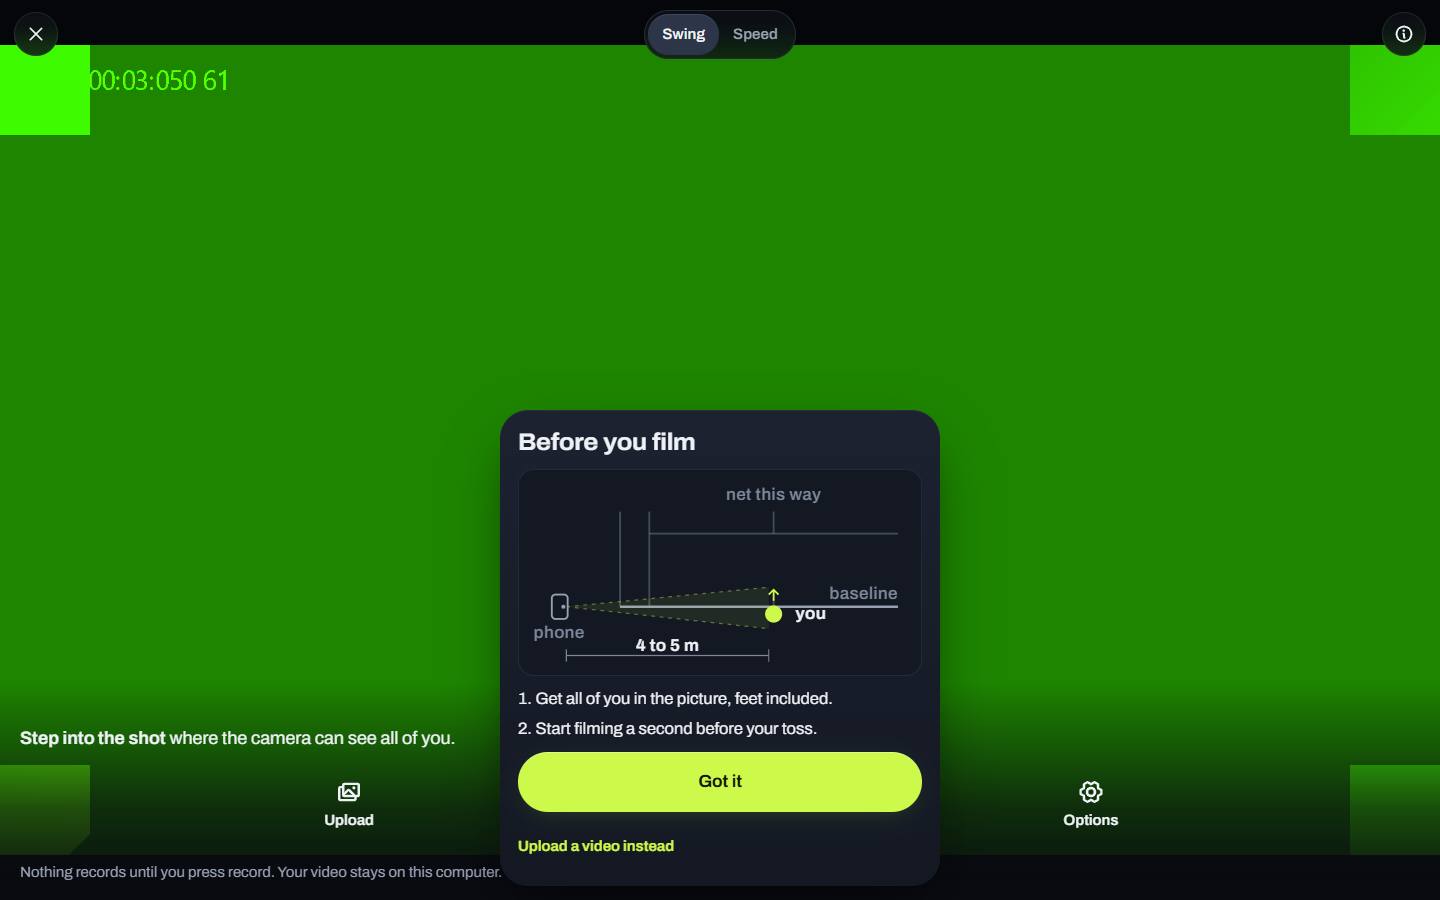 Swing
Speed
00:03:050 61
Before you film
net this way
baseline
you
phone
4 to 5 m
1. Get all of you in the picture, feet included.
2. Start filming a second before your toss.
Step into the shot where the camera can see all of you.
Got it
Upload
Options
Upload a video instead
Nothing records until you press record. Your video stays on this computer.